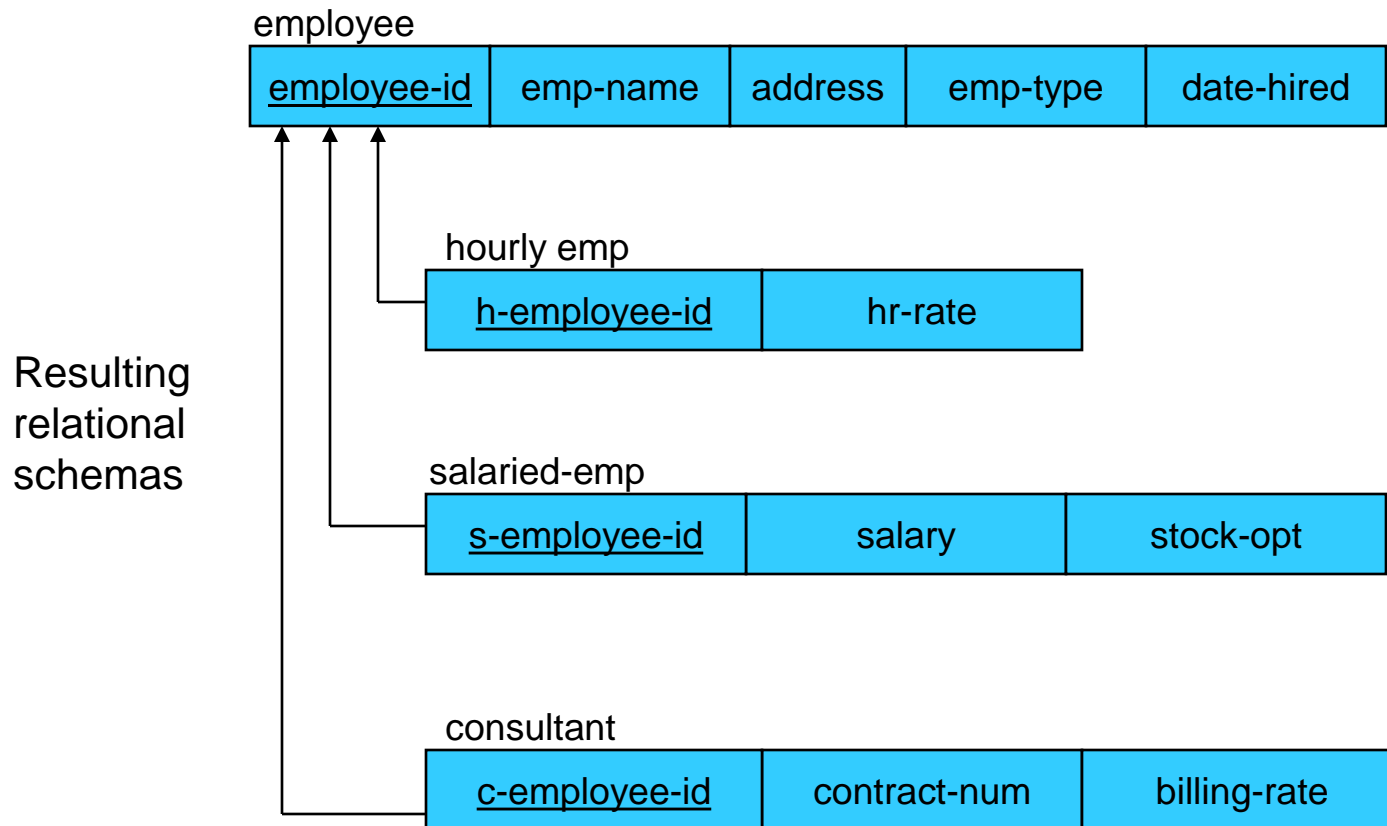 employee
employee-id emp-name address emp-type date-hired
hourly emp
h-employee-id hr-rate
Resulting
relational
schemas
salaried-emp
s-employee-id salary stock-opt
consultant
c-employee-id contract-num billing-rate